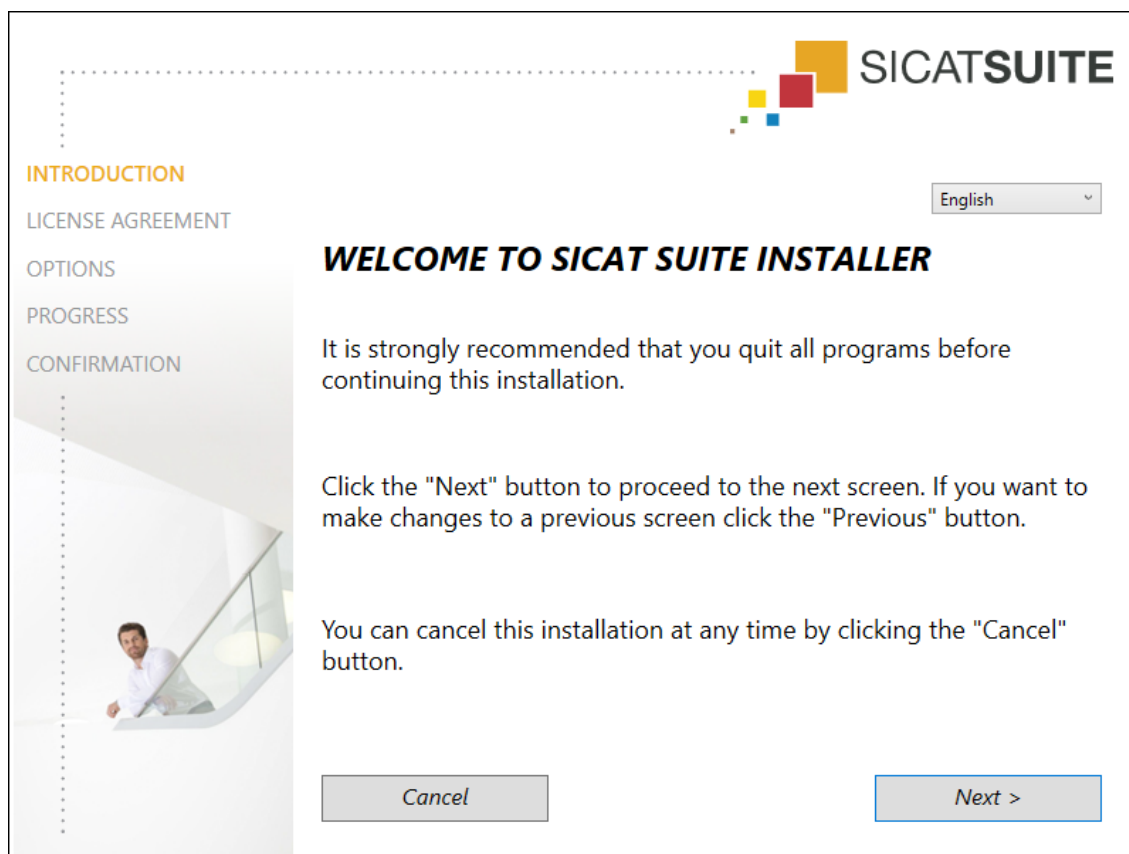 SICATSUITE
INTRODUCTION
LICENSE AGREEMENT
OPTIONS
PROGRESS
CONFIRMATION
English
WELCOME TO SICAT SUITE INSTALLER
It is strongly recommended that you quit all programs before
continuing this installation.
Click the "Next" button to proceed to the next screen. If you want to
make changes to a previous screen click the "Previous" button.
You can cancel this installation at any time by clicking the "Cancel"
button.
Cancel
Next >